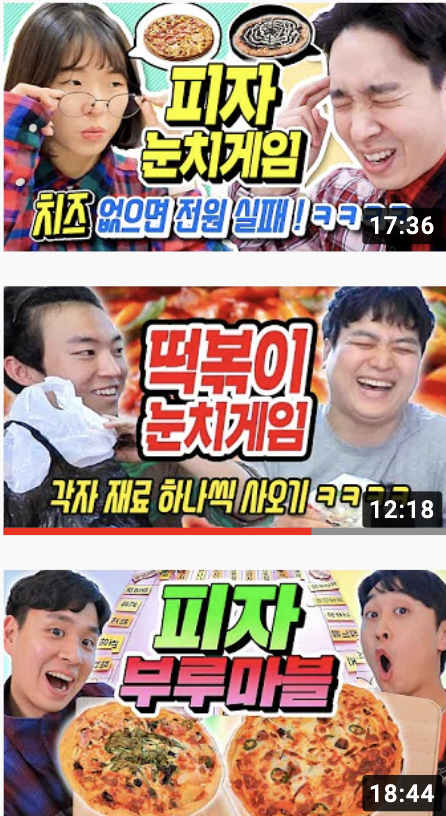 피자
눈치게임
치즈 없으면 전원 실패! ㅋㅋㅋㅋ
17:36
떡볶이
눈치게임
각자 재료 하나씩 사오기 ㅋㅋㅋㅋ
12:18
피자
부루마블
18:44